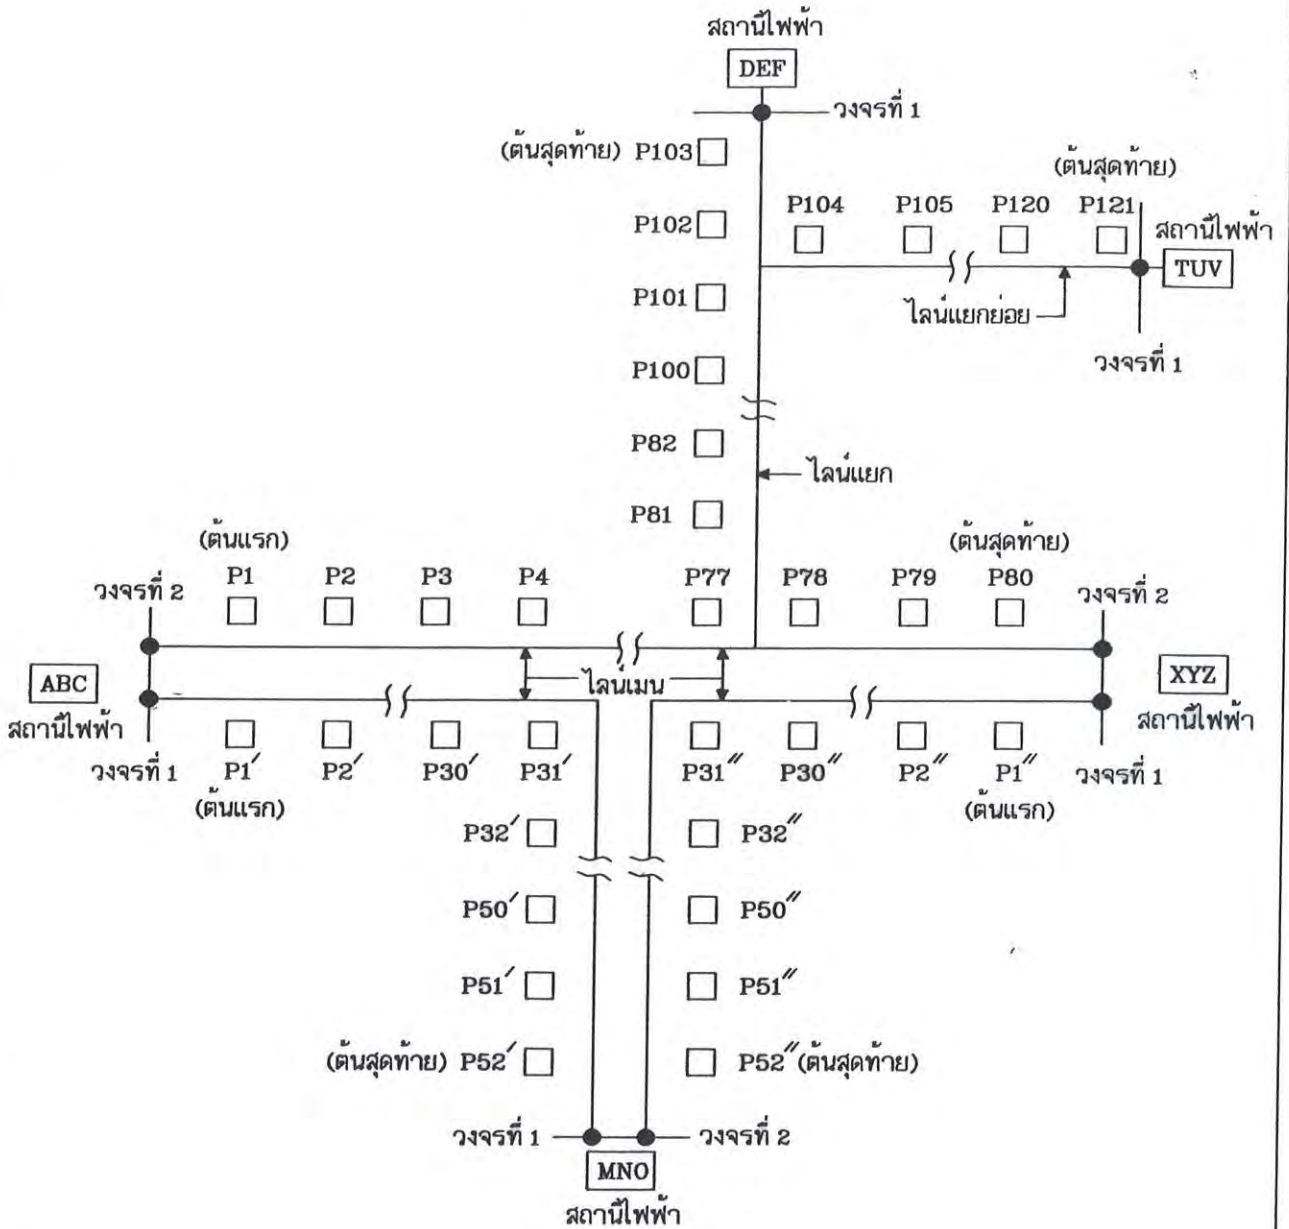 สถานีไฟฟ้า
DEF
วงจรที่ 1
(ต้นสุดท้าย) P103
(ต้นสุดท้าย)
P102
P104 P105 P120 P121
สถานีไฟฟ้า
TUV
P101
ไลน์แยกย่อย
วงจรที่ 1
P100
P82
ไลน์แยก
P81
(ต้นแรก)
(ต้นสุดท้าย)
วงจรที่ 2
P1 P2 P3 P4 P77 P78 P79 P80
วงจรที่ 2
ABC
สถานีไฟฟ้า
ไลน์เมน
XYZ
สถานีไฟฟ้า
วงจรที่ 1
P1′ P2′ P30′ P31′ P31″ P30″ P2″ P1″
วงจรที่ 1
(ต้นแรก)
(ต้นแรก)
P32′ P32″
P50′ P50″
P51′ P51″
(ต้นสุดท้าย) P52′ P52″ (ต้นสุดท้าย)
วงจรที่ 1 วงจรที่ 2
MNO
สถานีไฟฟ้า